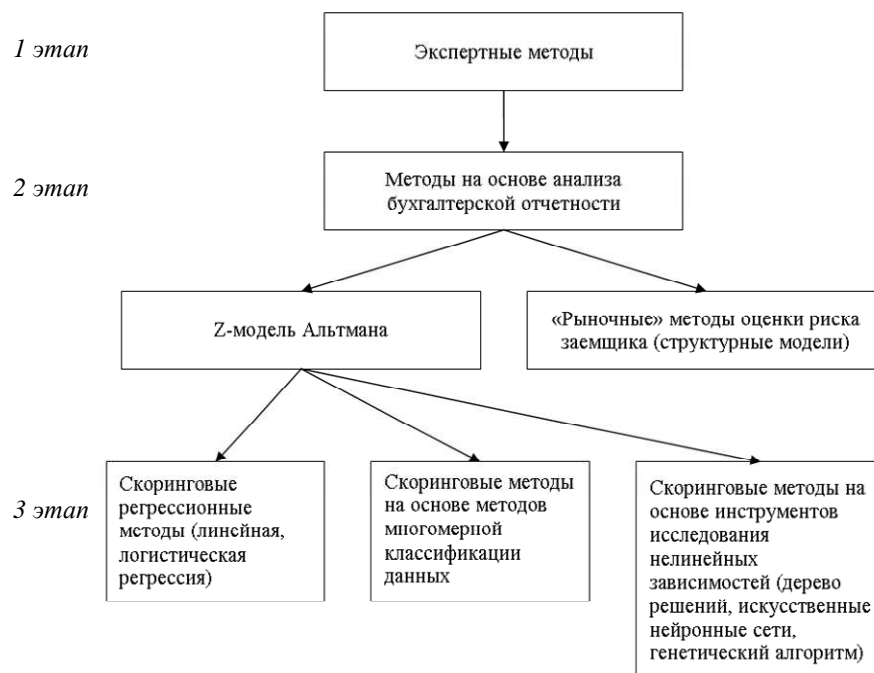 1 этап
Экспертные методы
2 этап
Методы на основе анализа
бухгалтерской отчетности
Z-модель Альтмана
«Рыночные» методы оценки риска
заемщика (структурные модели)
3 этап
Скоринговые
регрессионные
методы (линейная,
логистическая
регрессия)
Скоринговые методы
на основе методов
многомерной
классификации
данных
Скоринговые методы на
основе инструментов
исследования
нелинейных
зависимостей (дерево
решений, искусственные
нейронные сети,
генетический алгоритм)